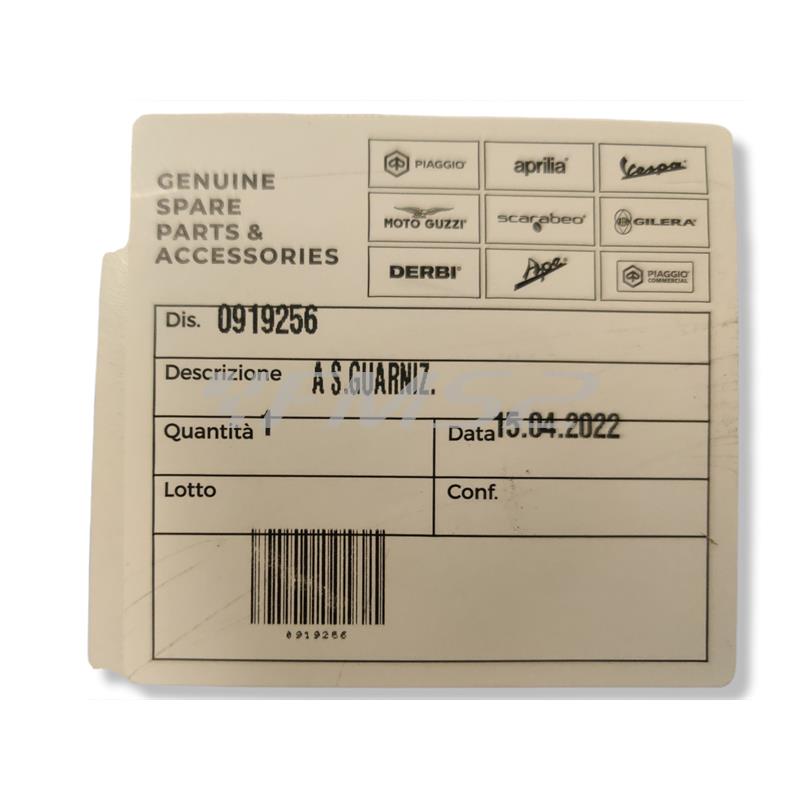 GENUINE
SPARE
PARTS &
ACCESSORIES
PIAGGIO® aprilia® Vespa
MOTO GUZZI® scarabeo® GILERA®
DERBI® Ape PIAGGIO® COMMERCIAL
Dis. 0919256
Descrizione A S.GUARNIZ.
RMS
Quantità 1 Data 15.04.2022
Lotto Conf.
0919256